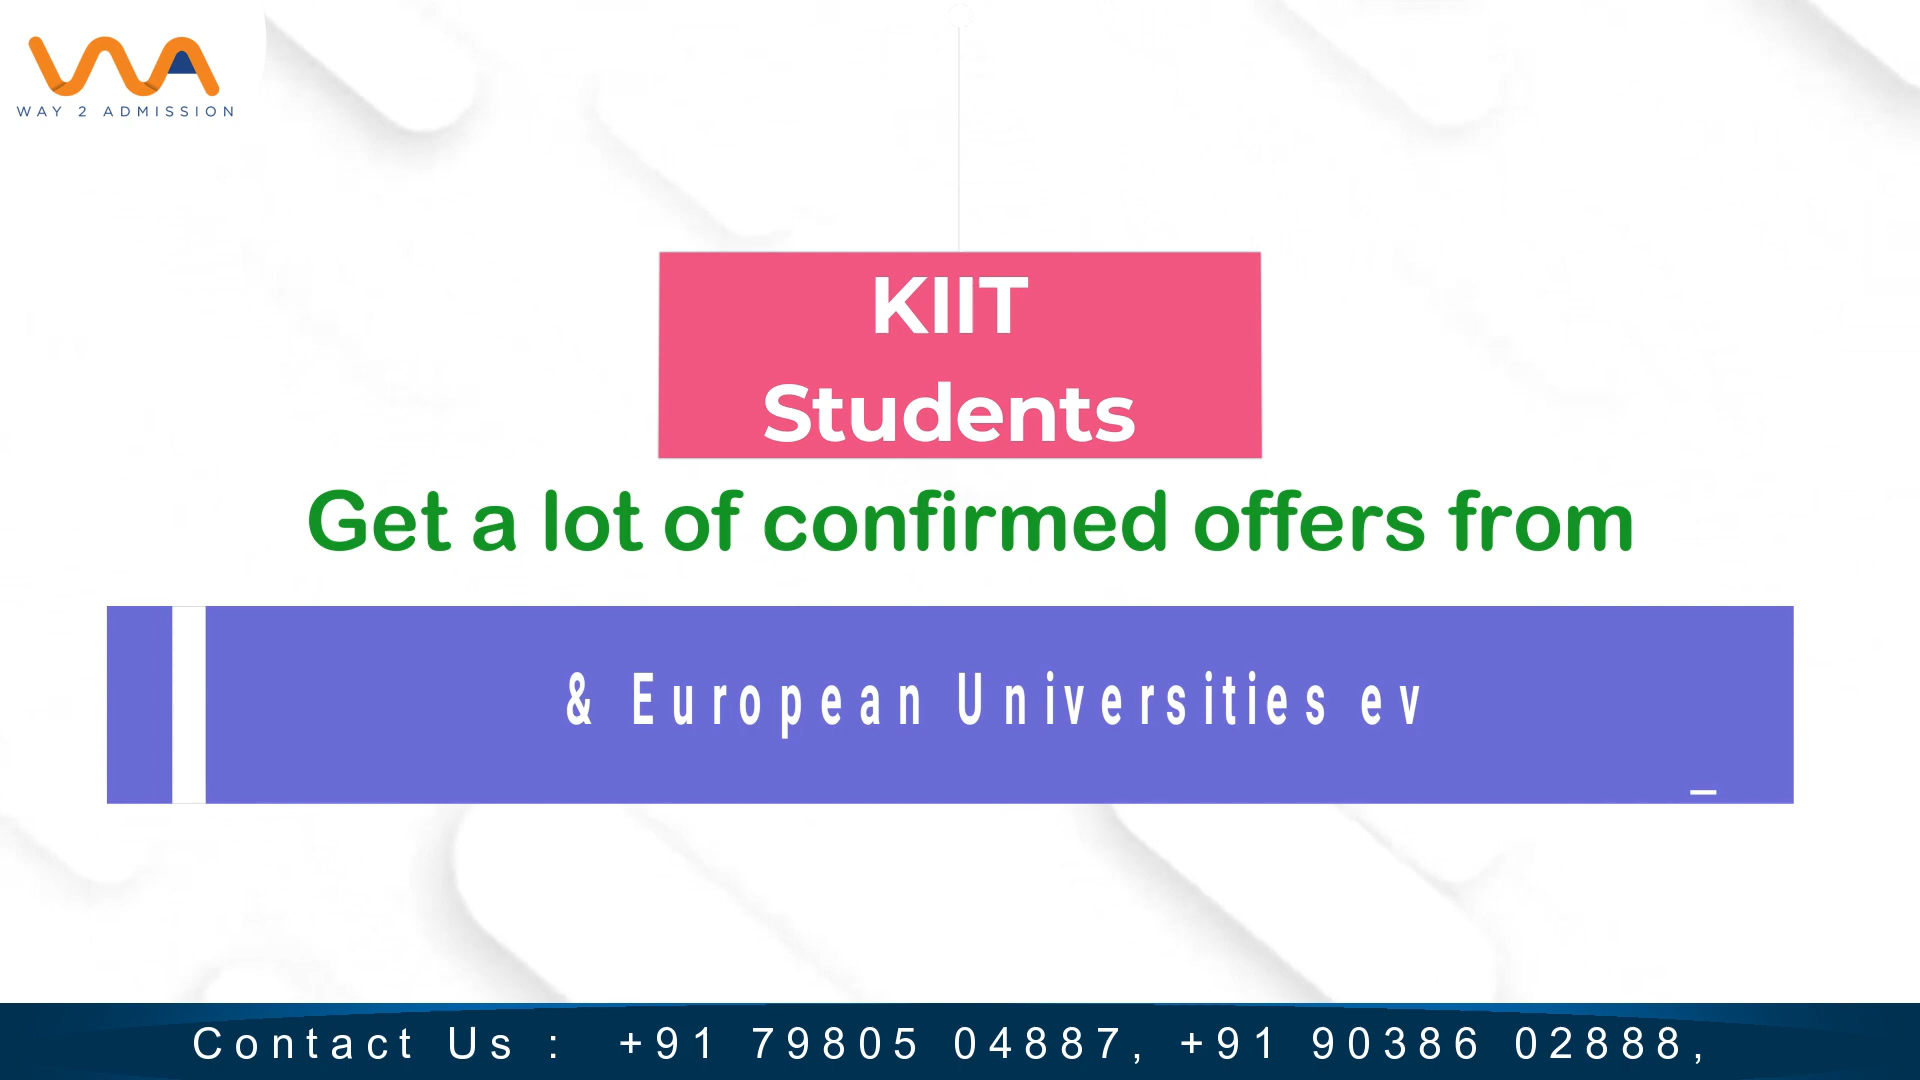 WAY 2 ADMISSION
KIIT
Students
Get a lot of confirmed offers from
& European Universities ev
_
Contact Us : +91 79805 04887, +91 90386 02888,